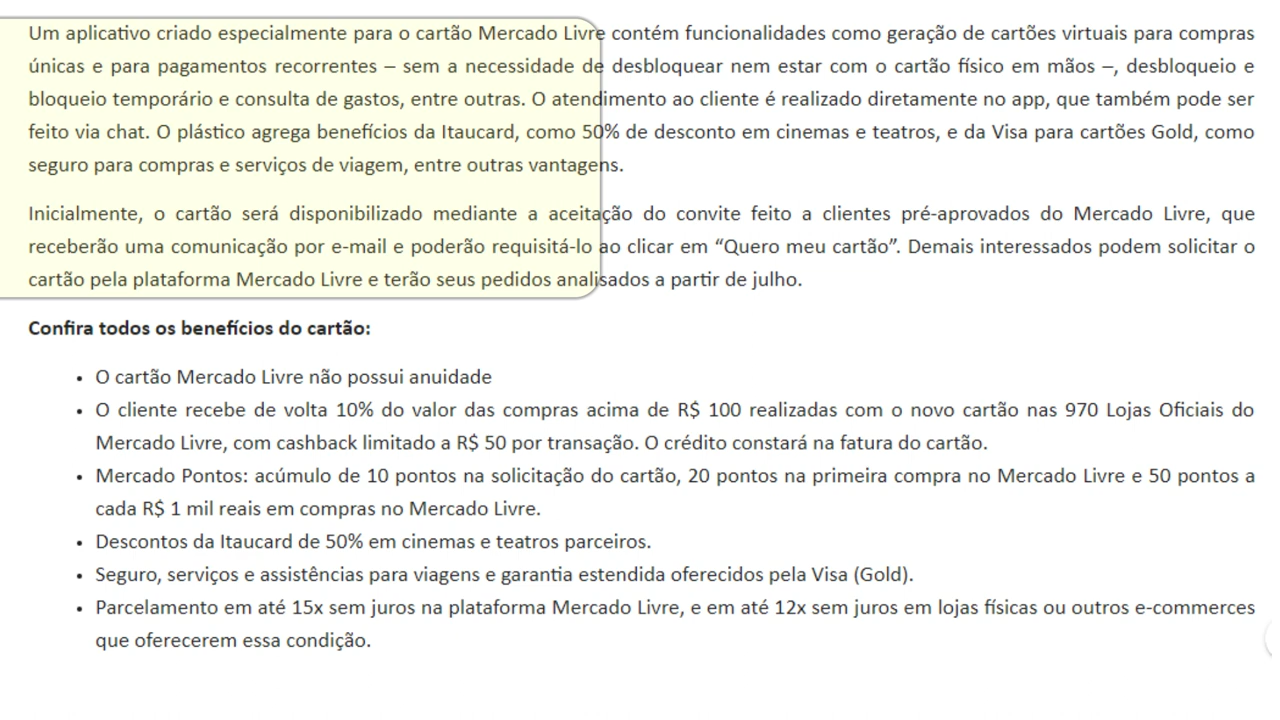 Um aplicativo criado especialmente para o cartão Mercado Livre contém funcionalidades como geração de cartões virtuais para compras
únicas e para pagamentos recorrentes – sem a necessidade de desbloquear nem estar com o cartão físico em mãos –, desbloqueio e
bloqueio temporário e consulta de gastos, entre outras. O atendimento ao cliente é realizado diretamente no app, que também pode ser
feito via chat. O plástico agrega benefícios da Itaucard, como 50% de desconto em cinemas e teatros, e da Visa para cartões Gold, como
seguro para compras e serviços de viagem, entre outras vantagens.
Inicialmente, o cartão será disponibilizado mediante a aceitação do convite feito a clientes pré-aprovados do Mercado Livre, que
receberão uma comunicação por e-mail e poderão requisitá-lo ao clicar em “Quero meu cartão”. Demais interessados podem solicitar o
cartão pela plataforma Mercado Livre e terão seus pedidos analisados a partir de julho.
Confira todos os benefícios do cartão:
• O cartão Mercado Livre não possui anuidade
• O cliente recebe de volta 10% do valor das compras acima de R$ 100 realizadas com o novo cartão nas 970 Lojas Oficiais do
Mercado Livre, com cashback limitado a R$ 50 por transação. O crédito constará na fatura do cartão.
• Mercado Pontos: acúmulo de 10 pontos na solicitação do cartão, 20 pontos na primeira compra no Mercado Livre e 50 pontos a
cada R$ 1 mil reais em compras no Mercado Livre.
• Descontos da Itaucard de 50% em cinemas e teatros parceiros.
• Seguro, serviços e assistências para viagens e garantia estendida oferecidos pela Visa (Gold).
• Parcelamento em até 15x sem juros na plataforma Mercado Livre, e em até 12x sem juros em lojas físicas ou outros e-commerces
que oferecerem essa condição.